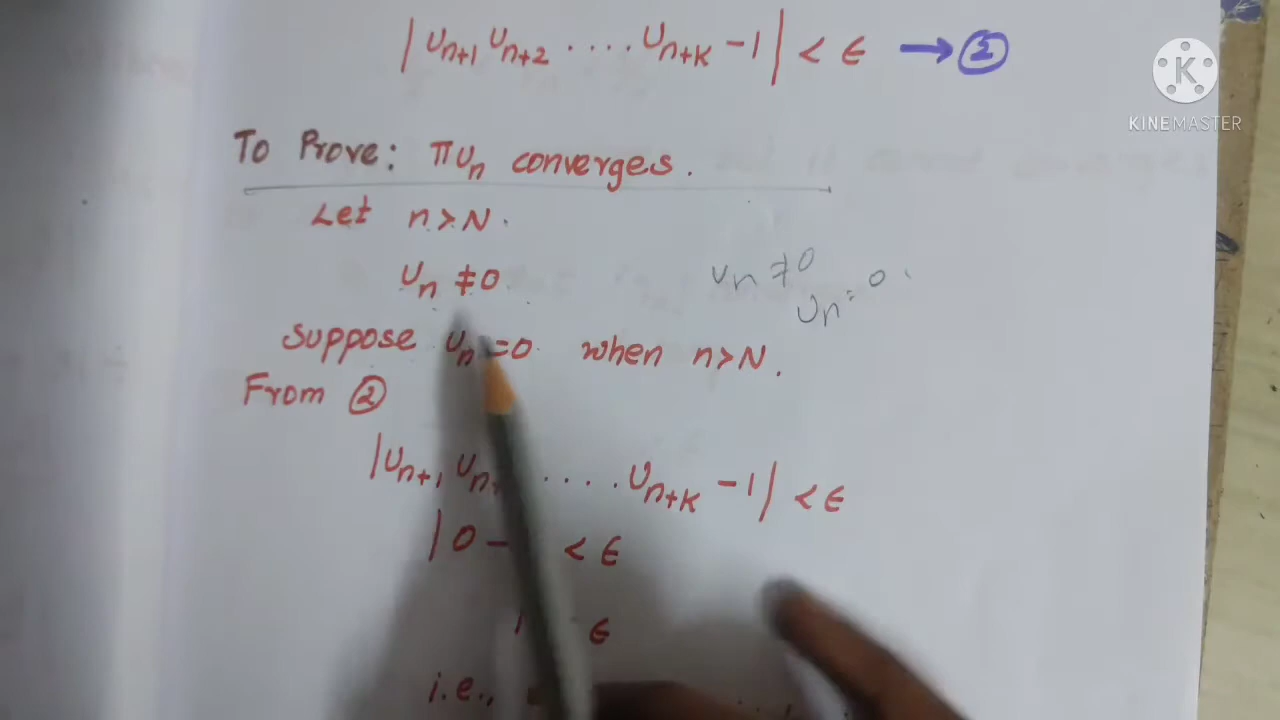 | Un+1 Un+2 .... Un+K -1| < ϵ → ②
KINEMASTER
To Prove: πUn converges.
Let n>N.
Un ≠0
Un ≠0
Un=0
Suppose Un=0 when n>N.
From ②
|Un+1 .... Un+K -1| < ϵ
|0 - < ϵ
ϵ
i.e.,